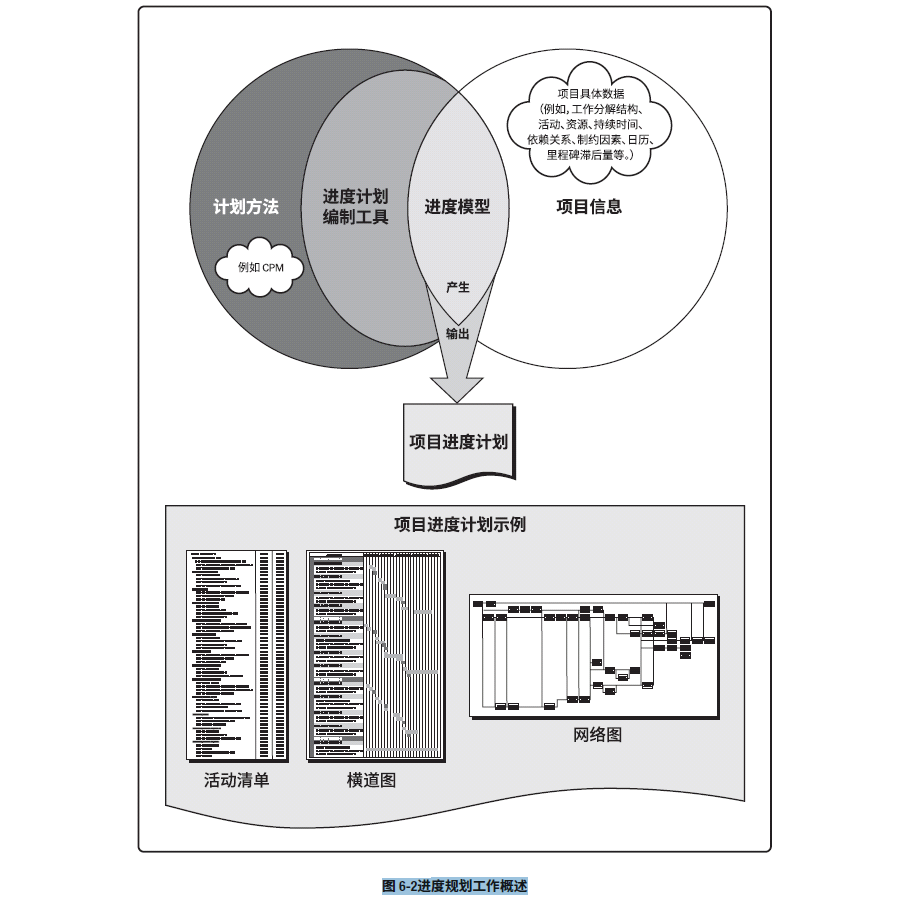 项目具体数据
(例如,工作分解结构、
活动、资源、持续时间、
依赖关系、制约因素、日历、
里程碑滞后量等。)
计划方法
进度计划
编制工具
进度模型
项目信息
例如 CPM
产生
输出
项目进度计划
项目进度计划示例
活动清单
横道图
网络图
图 6-2进度规划工作概述